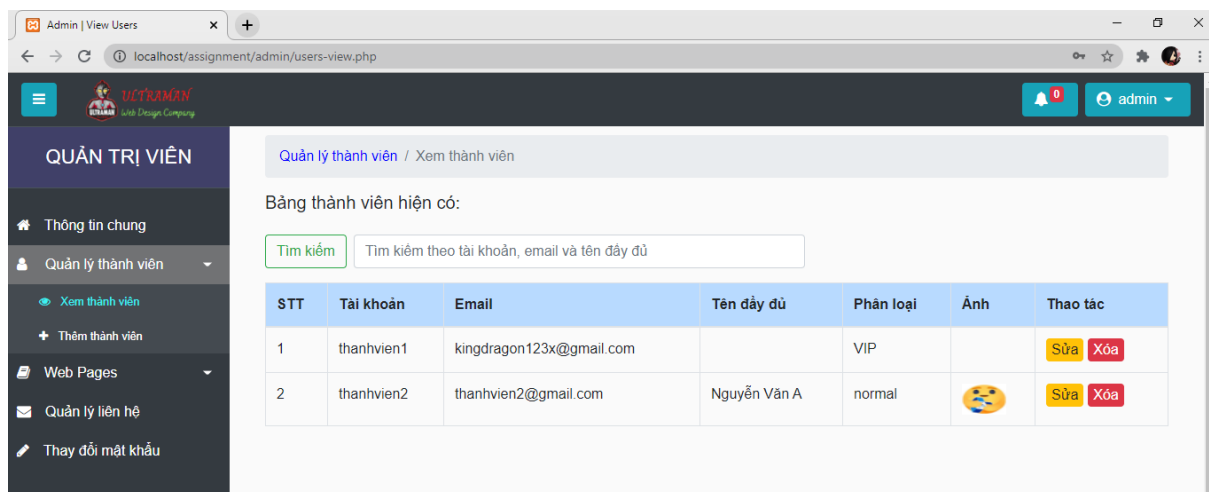 Admin | View Users
localhost/assignment/admin/users-view.php
ULTRAMAN
ULTRAMAN Web Design Company
0
admin
QUẢN TRỊ VIÊN
Thông tin chung
Quản lý thành viên
Xem thành viên
Thêm thành viên
Web Pages
Quản lý liên hệ
Thay đổi mật khẩu
Quản lý thành viên / Xem thành viên
Bảng thành viên hiện có:
Tìm kiếm Tìm kiếm theo tài khoản, email và tên đầy đủ
STT Tài khoản Email Tên đầy đủ Phân loại Ảnh Thao tác
1 thanhvien1 kingdragon123x@gmail.com VIP Sửa Xóa
2 thanhvien2 thanhvien2@gmail.com Nguyễn Văn A normal Sửa Xóa